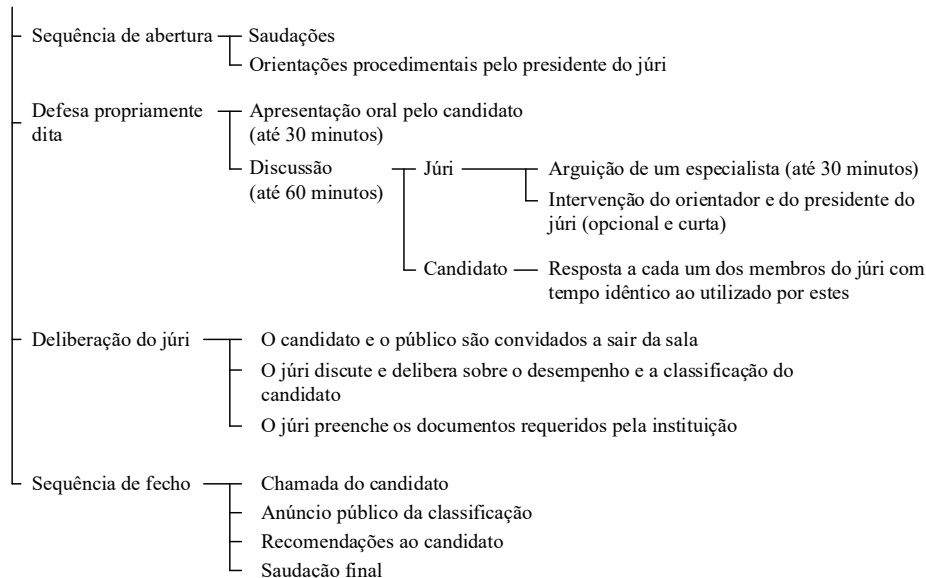 Sequência de abertura
Saudações
Orientações procedimentais pelo presidente do júri
Defesa propriamente
dita
Apresentação oral pelo candidato
(até 30 minutos)
Discussão
(até 60 minutos)
Júri
Arguição de um especialista (até 30 minutos)
Intervenção do orientador e do presidente do
júri (opcional e curta)
Candidato
Resposta a cada um dos membros do júri com
tempo idêntico ao utilizado por estes
Deliberação do júri
O candidato e o público são convidados a sair da sala
O júri discute e delibera sobre o desempenho e a classificação do
candidato
O júri preenche os documentos requeridos pela instituição
Sequência de fecho
Chamada do candidato
Anúncio público da classificação
Recomendações ao candidato
Saudação final